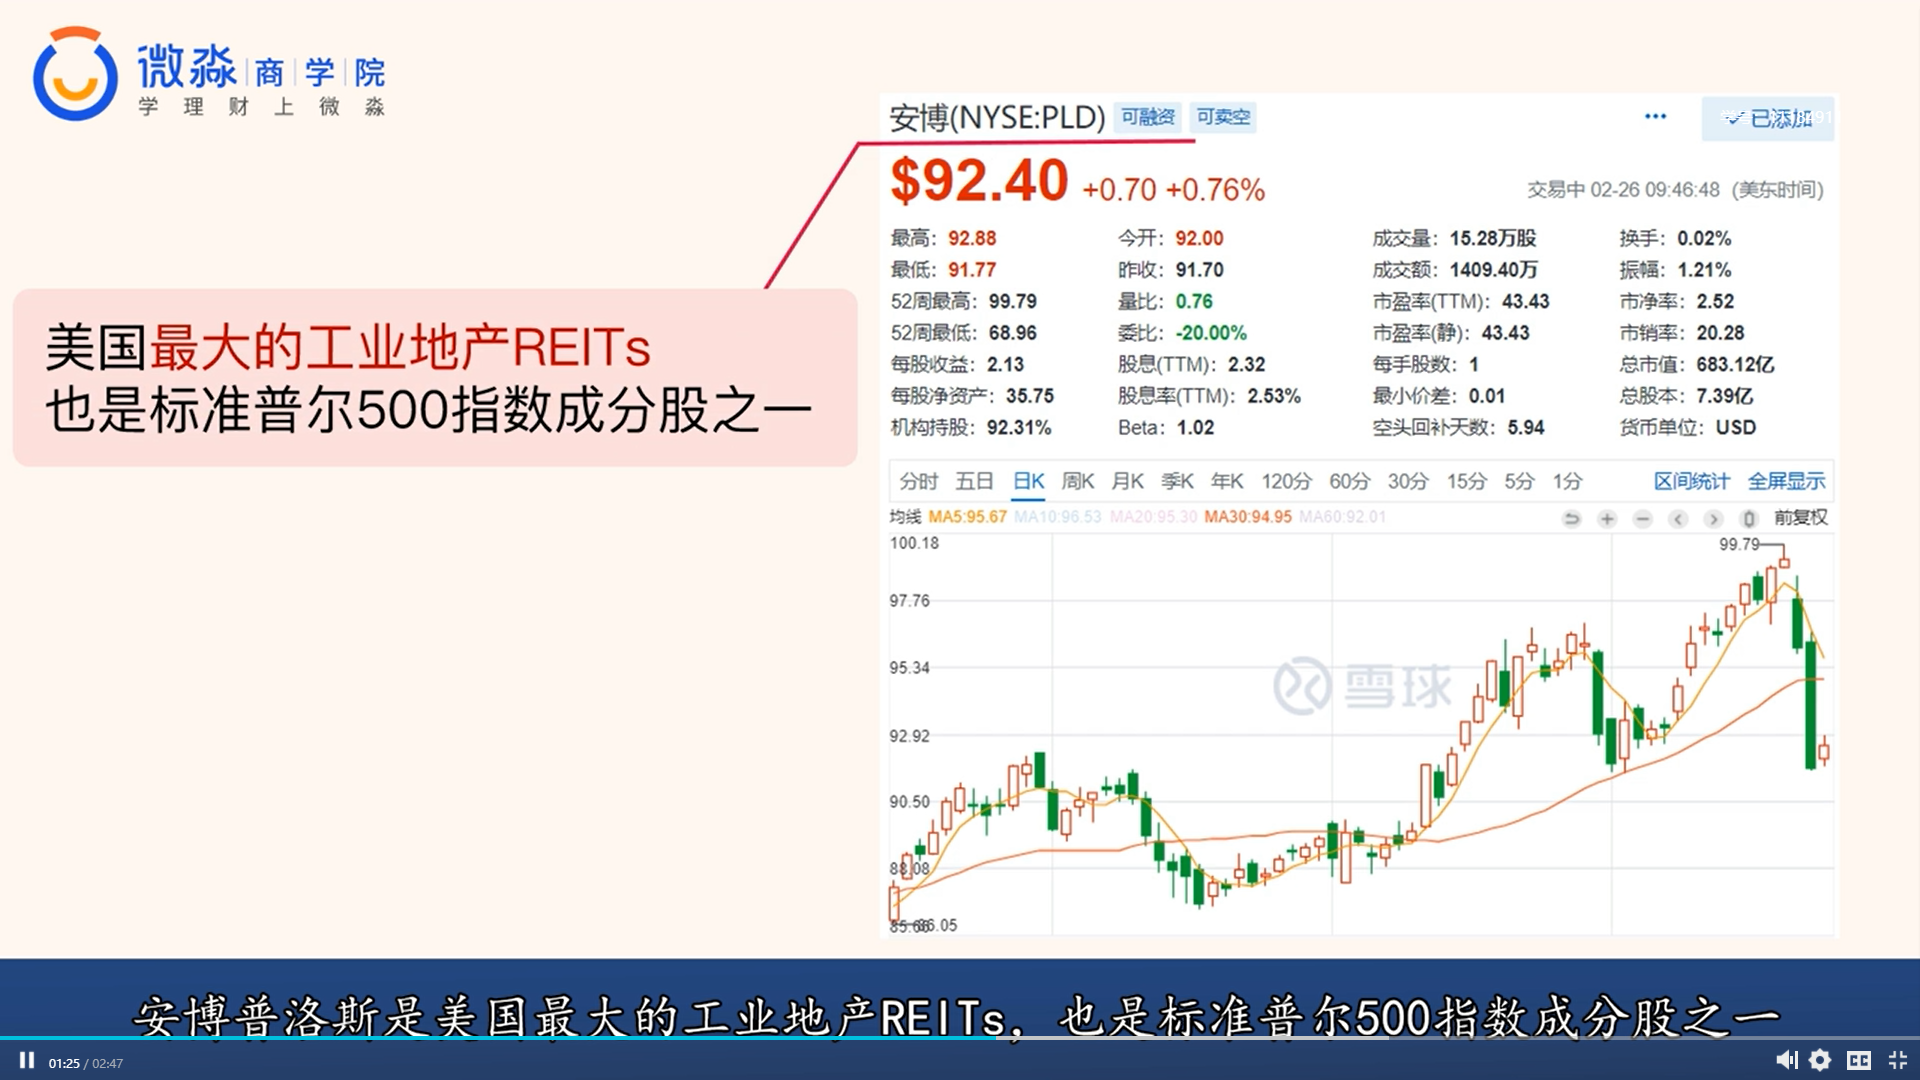 微淼 商学院
学理财上微淼
安博(NYSE:PLD) 可融资 可卖空
已添加
$92.40 +0.70 +0.76%
交易中 02-26 09:46:48 (美东时间)
最高: 92.88 今开: 92.00 成交量: 15.28万股 换手: 0.02%
最低: 91.77 昨收: 91.70 成交额: 1409.40万 振幅: 1.21%
52周最高: 99.79 量比: 0.76 市盈率(TTM): 43.43 市净率: 2.52
52周最低: 68.96 委比: -20.00% 市盈率(静): 43.43 市销率: 20.28
每股收益: 2.13 股息(TTM): 2.32 每手股数: 1 总市值: 683.12亿
每股净资产: 35.75 股息率(TTM): 2.53% 最小价差: 0.01 总股本: 7.39亿
机构持股: 92.31% Beta: 1.02 空头回补天数: 5.94 货币单位: USD
美国最大的工业地产REITs
也是标准普尔500指数成分股之一
分时 五日 日K 周K 月K 季K 年K 120分 60分 30分 15分 5分 1分 区间统计 全屏显示
均线 MA5:95.67 MA10:96.53 MA20:95.30 MA30:94.95 MA60:92.01 前复权
100.18
99.79
97.76
95.34
雪球
92.92
90.50
88.08
86.05
安博普洛斯是美国最大的工业地产REITs, 也是标准普尔500指数成分股之一
01:25 / 02:47
CC